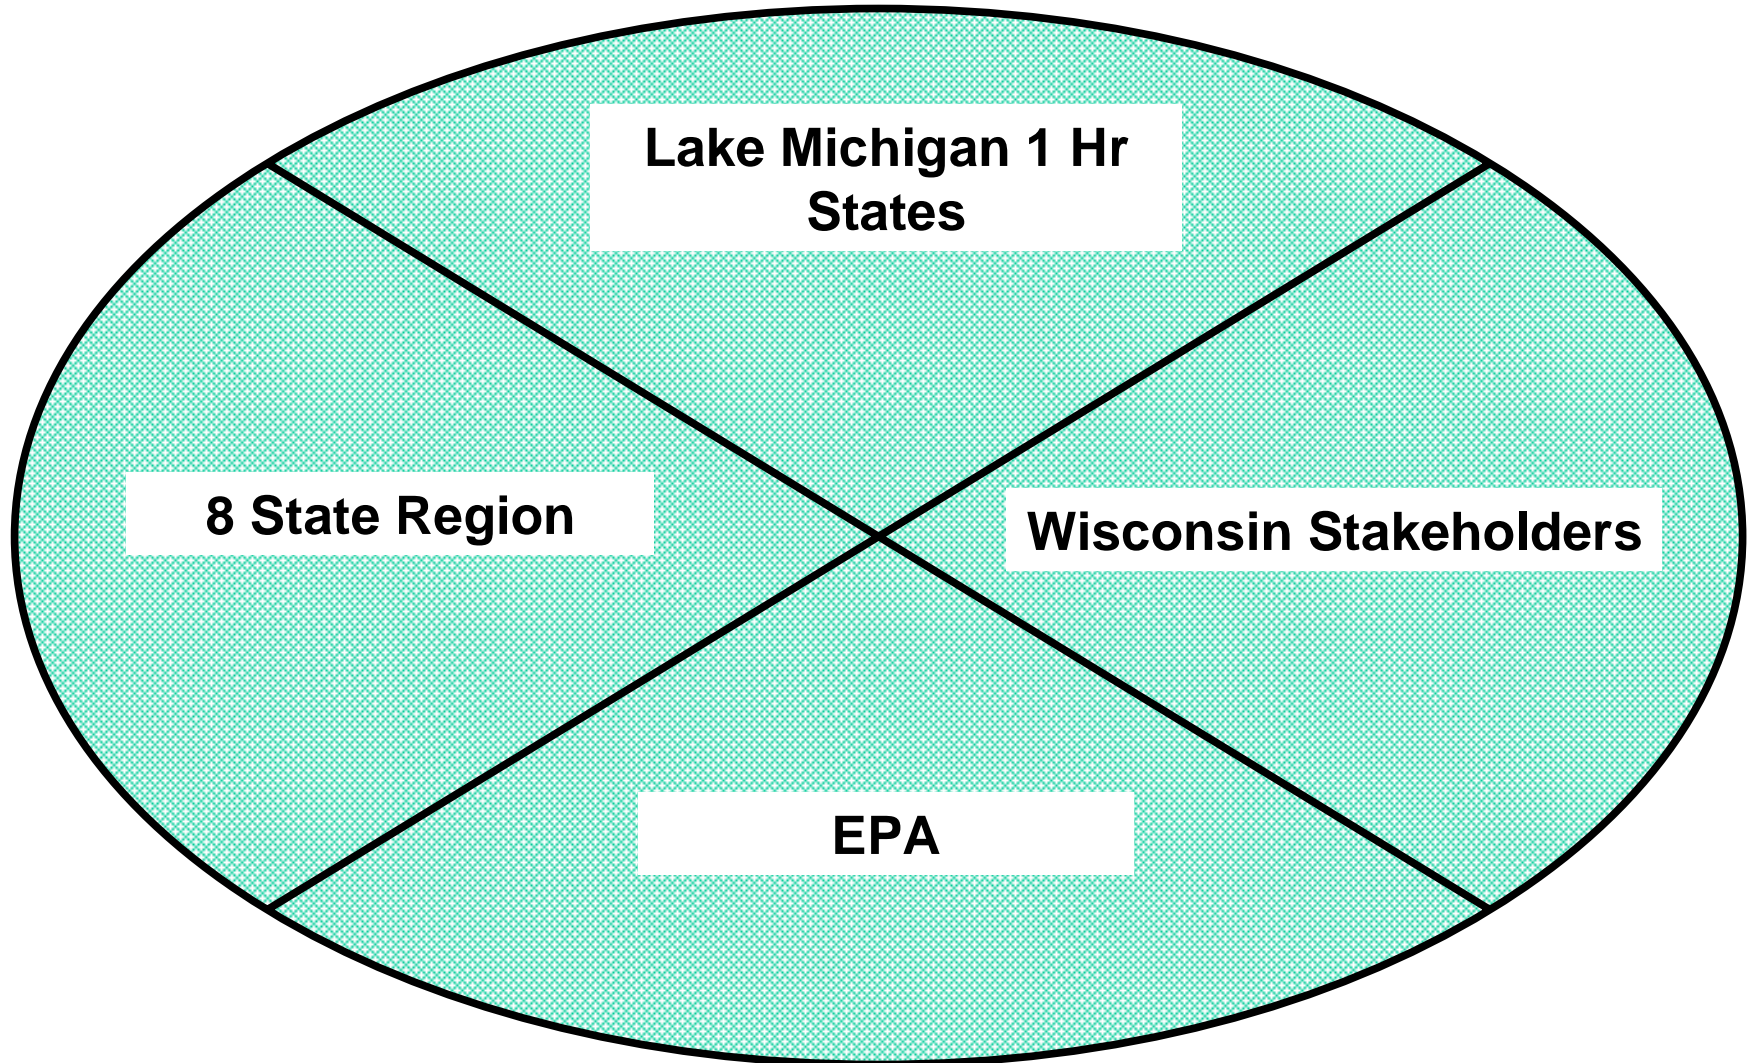 Lake Michigan 1 Hr
States
8 State Region
Wisconsin Stakeholders
EPA